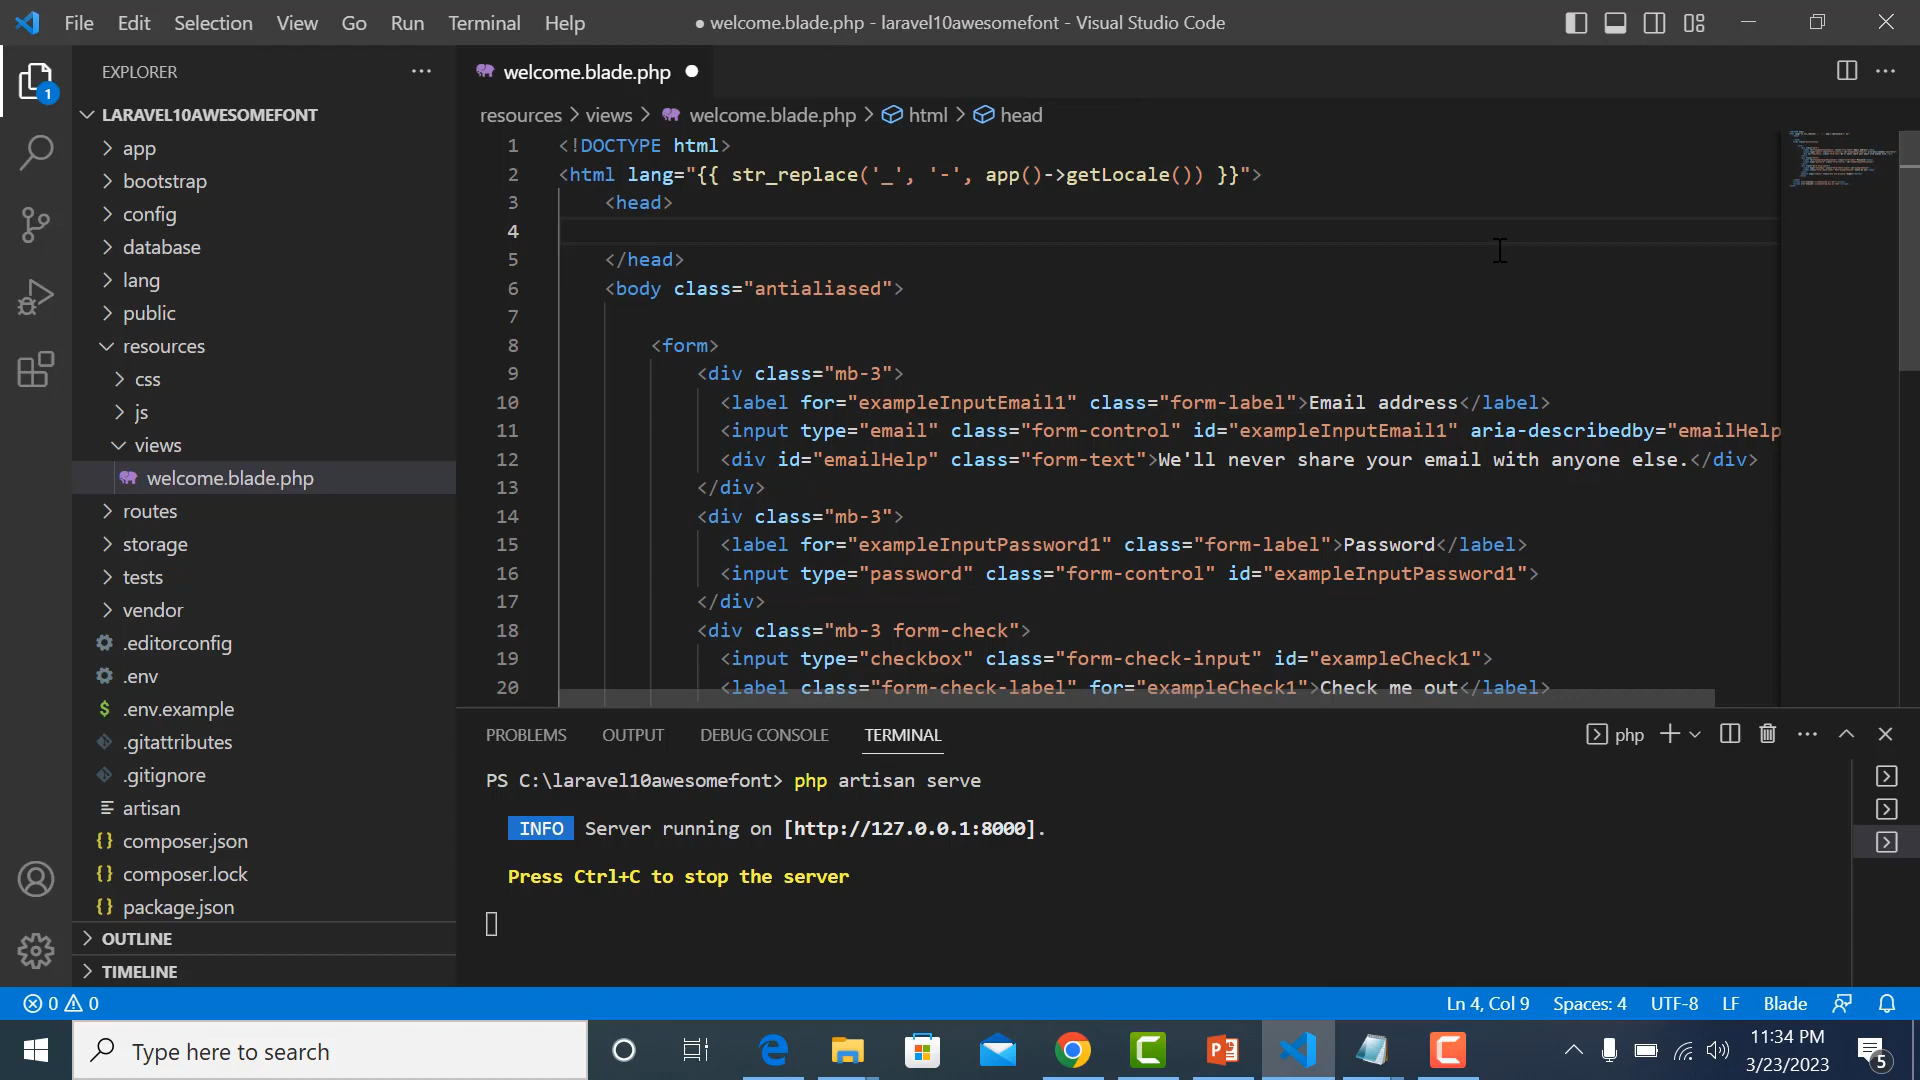 File Edit Selection View Go Run Terminal Help
● welcome.blade.php - laravel10awesomefont - Visual Studio Code
EXPLORER
1
LARAVEL10AWESOMEFONT
app
bootstrap
config
database
lang
public
resources
css
js
views
welcome.blade.php
routes
storage
tests
vendor
.editorconfig
.env
$ .env.example
.gitattributes
.gitignore
artisan
{} composer.json
{} composer.lock
{} package.json
OUTLINE
TIMELINE
welcome.blade.php ●
resources > views > welcome.blade.php > html > head
1 <!DOCTYPE html>
2 <html lang="{{ str_replace('_', '-', app()->getLocale()) }}">
3 <head>
4
5 </head>
6 <body class="antialiased">
7
8 <form>
9 <div class="mb-3">
10 <label for="exampleInputEmail1" class="form-label">Email address</label>
11 <input type="email" class="form-control" id="exampleInputEmail1" aria-describedby="emailHelp
12 <div id="emailHelp" class="form-text">We'll never share your email with anyone else.</div>
13 </div>
14 <div class="mb-3">
15 <label for="exampleInputPassword1" class="form-label">Password</label>
16 <input type="password" class="form-control" id="exampleInputPassword1">
17 </div>
18 <div class="mb-3 form-check">
19 <input type="checkbox" class="form-check-input" id="exampleCheck1">
20 <label class="form-check-label" for="exampleCheck1">Check me out</label>
PROBLEMS OUTPUT DEBUG CONSOLE TERMINAL
php
PS C:\laravel10awesomefont> php artisan serve
INFO Server running on [http://127.0.0.1:8000].
Press Ctrl+C to stop the server
0 0
Ln 4, Col 9 Spaces: 4 UTF-8 LF Blade
Type here to search
11:34 PM
3/23/2023
5